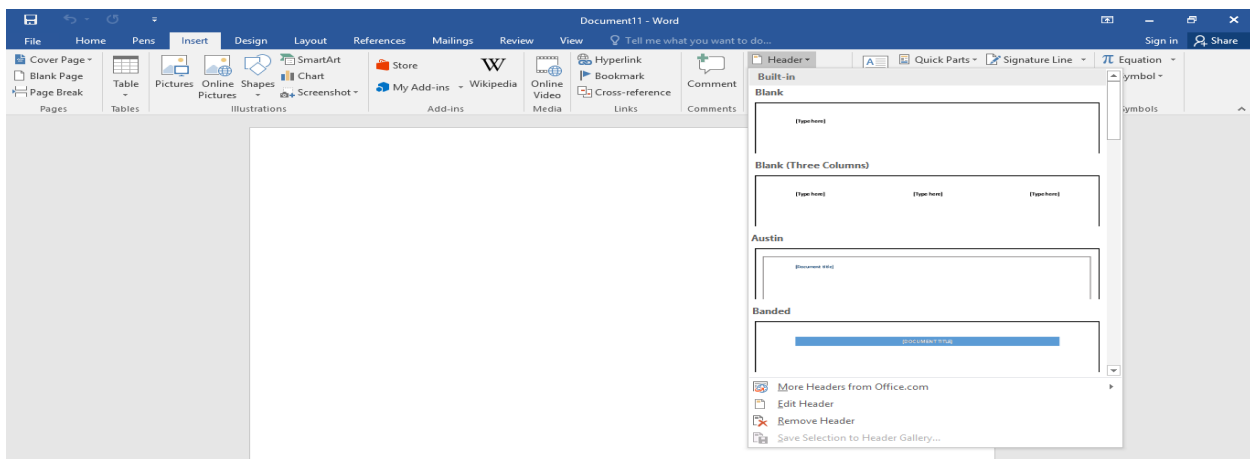 Document11 - Word
File Home Pens Insert Design Layout References Mailings Review View Tell me what you want to do... Sign in Share
Cover Page
Blank Page
Page Break
Pages
Table
Tables
Pictures
Online Pictures
Shapes
SmartArt
Chart
Screenshot
Illustrations
Store
My Add-ins
W Wikipedia
Add-ins
Online Video
Media
Hyperlink
Bookmark
Cross-reference
Links
Comment
Comments
Header
A
Quick Parts
Signature Line
π Equation
ymbol
ymbols
Built-in
Blank
[Type here]
Blank (Three Columns)
[Type here] [Type here] [Type here]
Austin
[Document title]
Banded
[DOCUMENT TITLE]
More Headers from Office.com
Edit Header
Remove Header
Save Selection to Header Gallery...